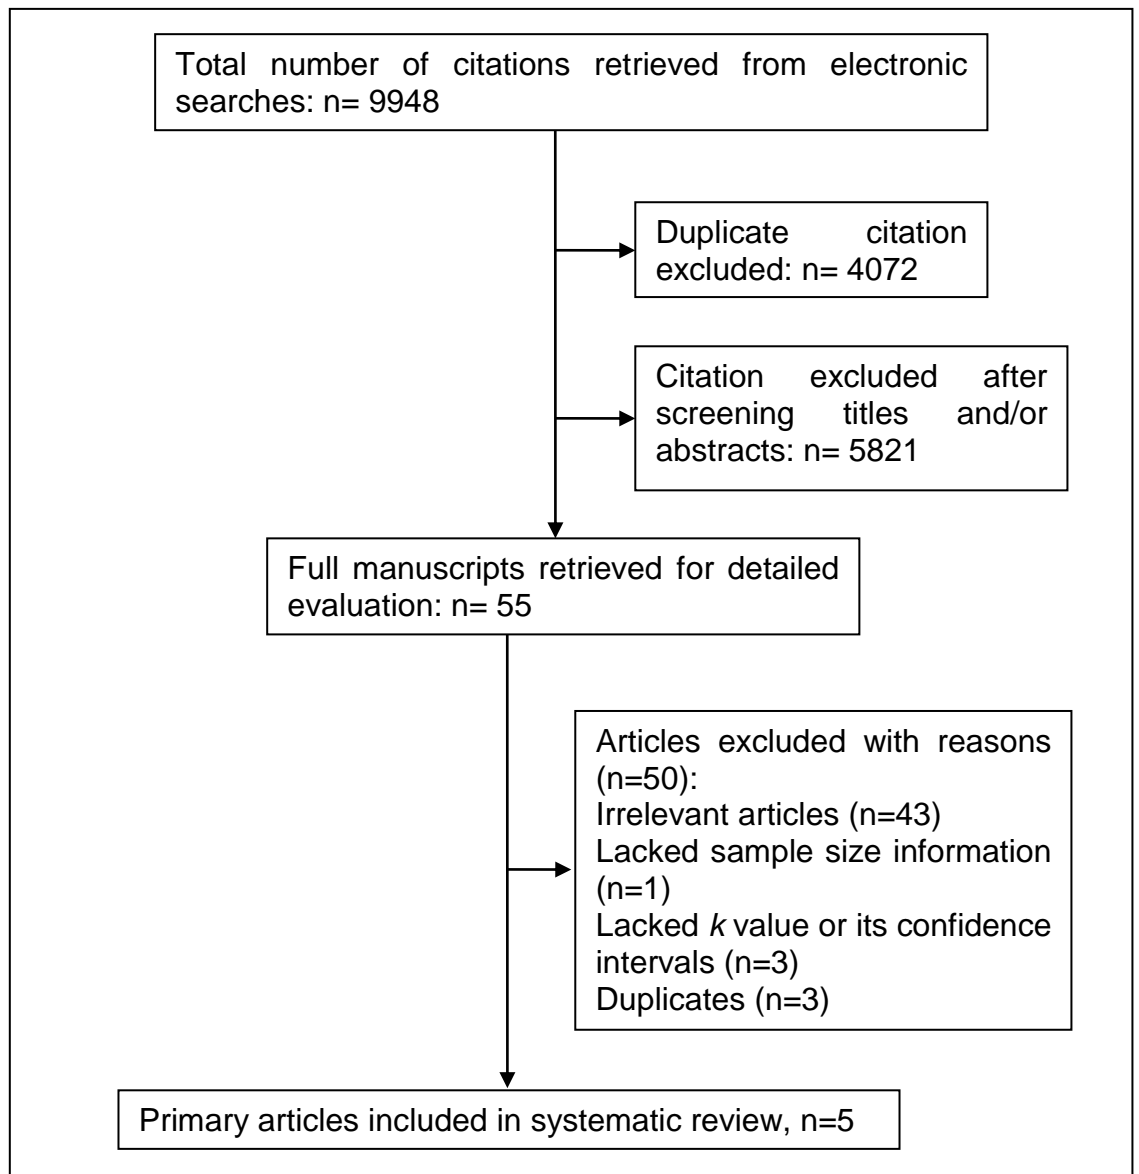 Total number of citations retrieved from electronic
searches: n= 9948
Duplicate citation
excluded: n= 4072
Citation excluded after
screening titles and/or
abstracts: n= 5821
Full manuscripts retrieved for detailed
evaluation: n= 55
Articles excluded with reasons
(n=50):
Irrelevant articles (n=43)
Lacked sample size information
(n=1)
Lacked k value or its confidence
intervals (n=3)
Duplicates (n=3)
Primary articles included in systematic review, n=5